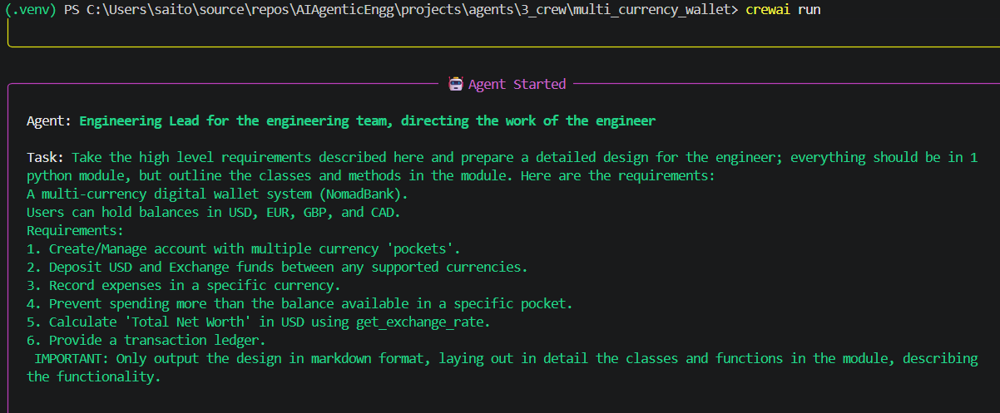 (.venv) PS C:\Users\saito\source\repos\AIAgenticEngg\projects\agents\3_crew\multi_currency_wallet> crewai run
🤖 Agent Started
Agent: Engineering Lead for the engineering team, directing the work of the engineer
Task: Take the high level requirements described here and prepare a detailed design for the engineer; everything should be in 1
python module, but outline the classes and methods in the module. Here are the requirements:
A multi-currency digital wallet system (NomadBank).
Users can hold balances in USD, EUR, GBP, and CAD.
Requirements:
1. Create/Manage account with multiple currency 'pockets'.
2. Deposit USD and Exchange funds between any supported currencies.
3. Record expenses in a specific currency.
4. Prevent spending more than the balance available in a specific pocket.
5. Calculate 'Total Net Worth' in USD using get_exchange_rate.
6. Provide a transaction ledger.
IMPORTANT: Only output the design in markdown format, laying out in detail the classes and functions in the module, describing
the functionality.